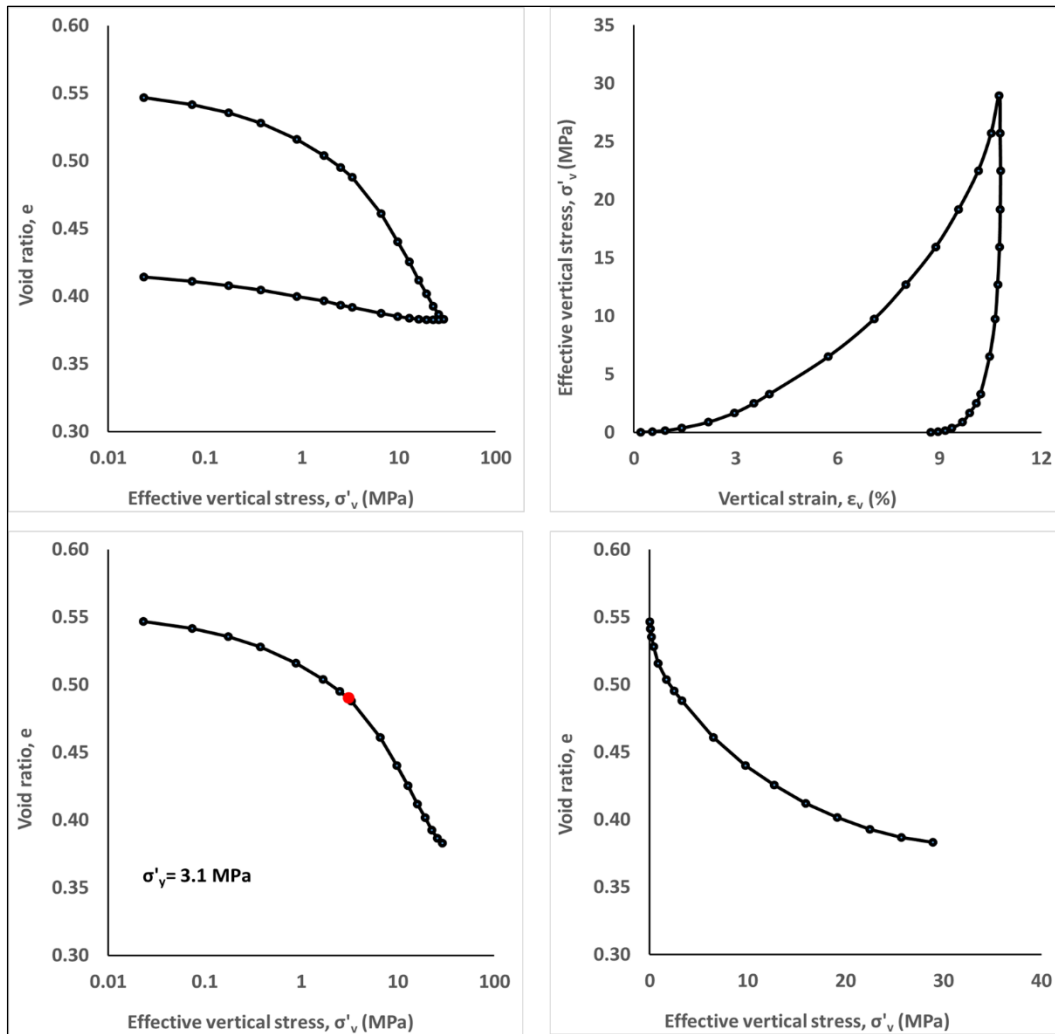 0.60
0.55
0.50
0.45
0.40
0.35
0.30
Void ratio, e
0.01 0.1 1 10 100
Effective vertical stress, σ'v (MPa)
35
30
25
20
15
10
5
0
Effective vertical stress, σ'v (MPa)
0 3 6 9 12
Vertical strain, εv (%)
0.60
0.55
0.50
0.45
0.40
0.35
0.30
Void ratio, e
σ'y= 3.1 MPa
0.01 0.1 1 10 100
Effective vertical stress, σ'v (MPa)
0.60
0.55
0.50
0.45
0.40
0.35
0.30
Void ratio, e
0 10 20 30 40
Effective vertical stress, σ'v (MPa)